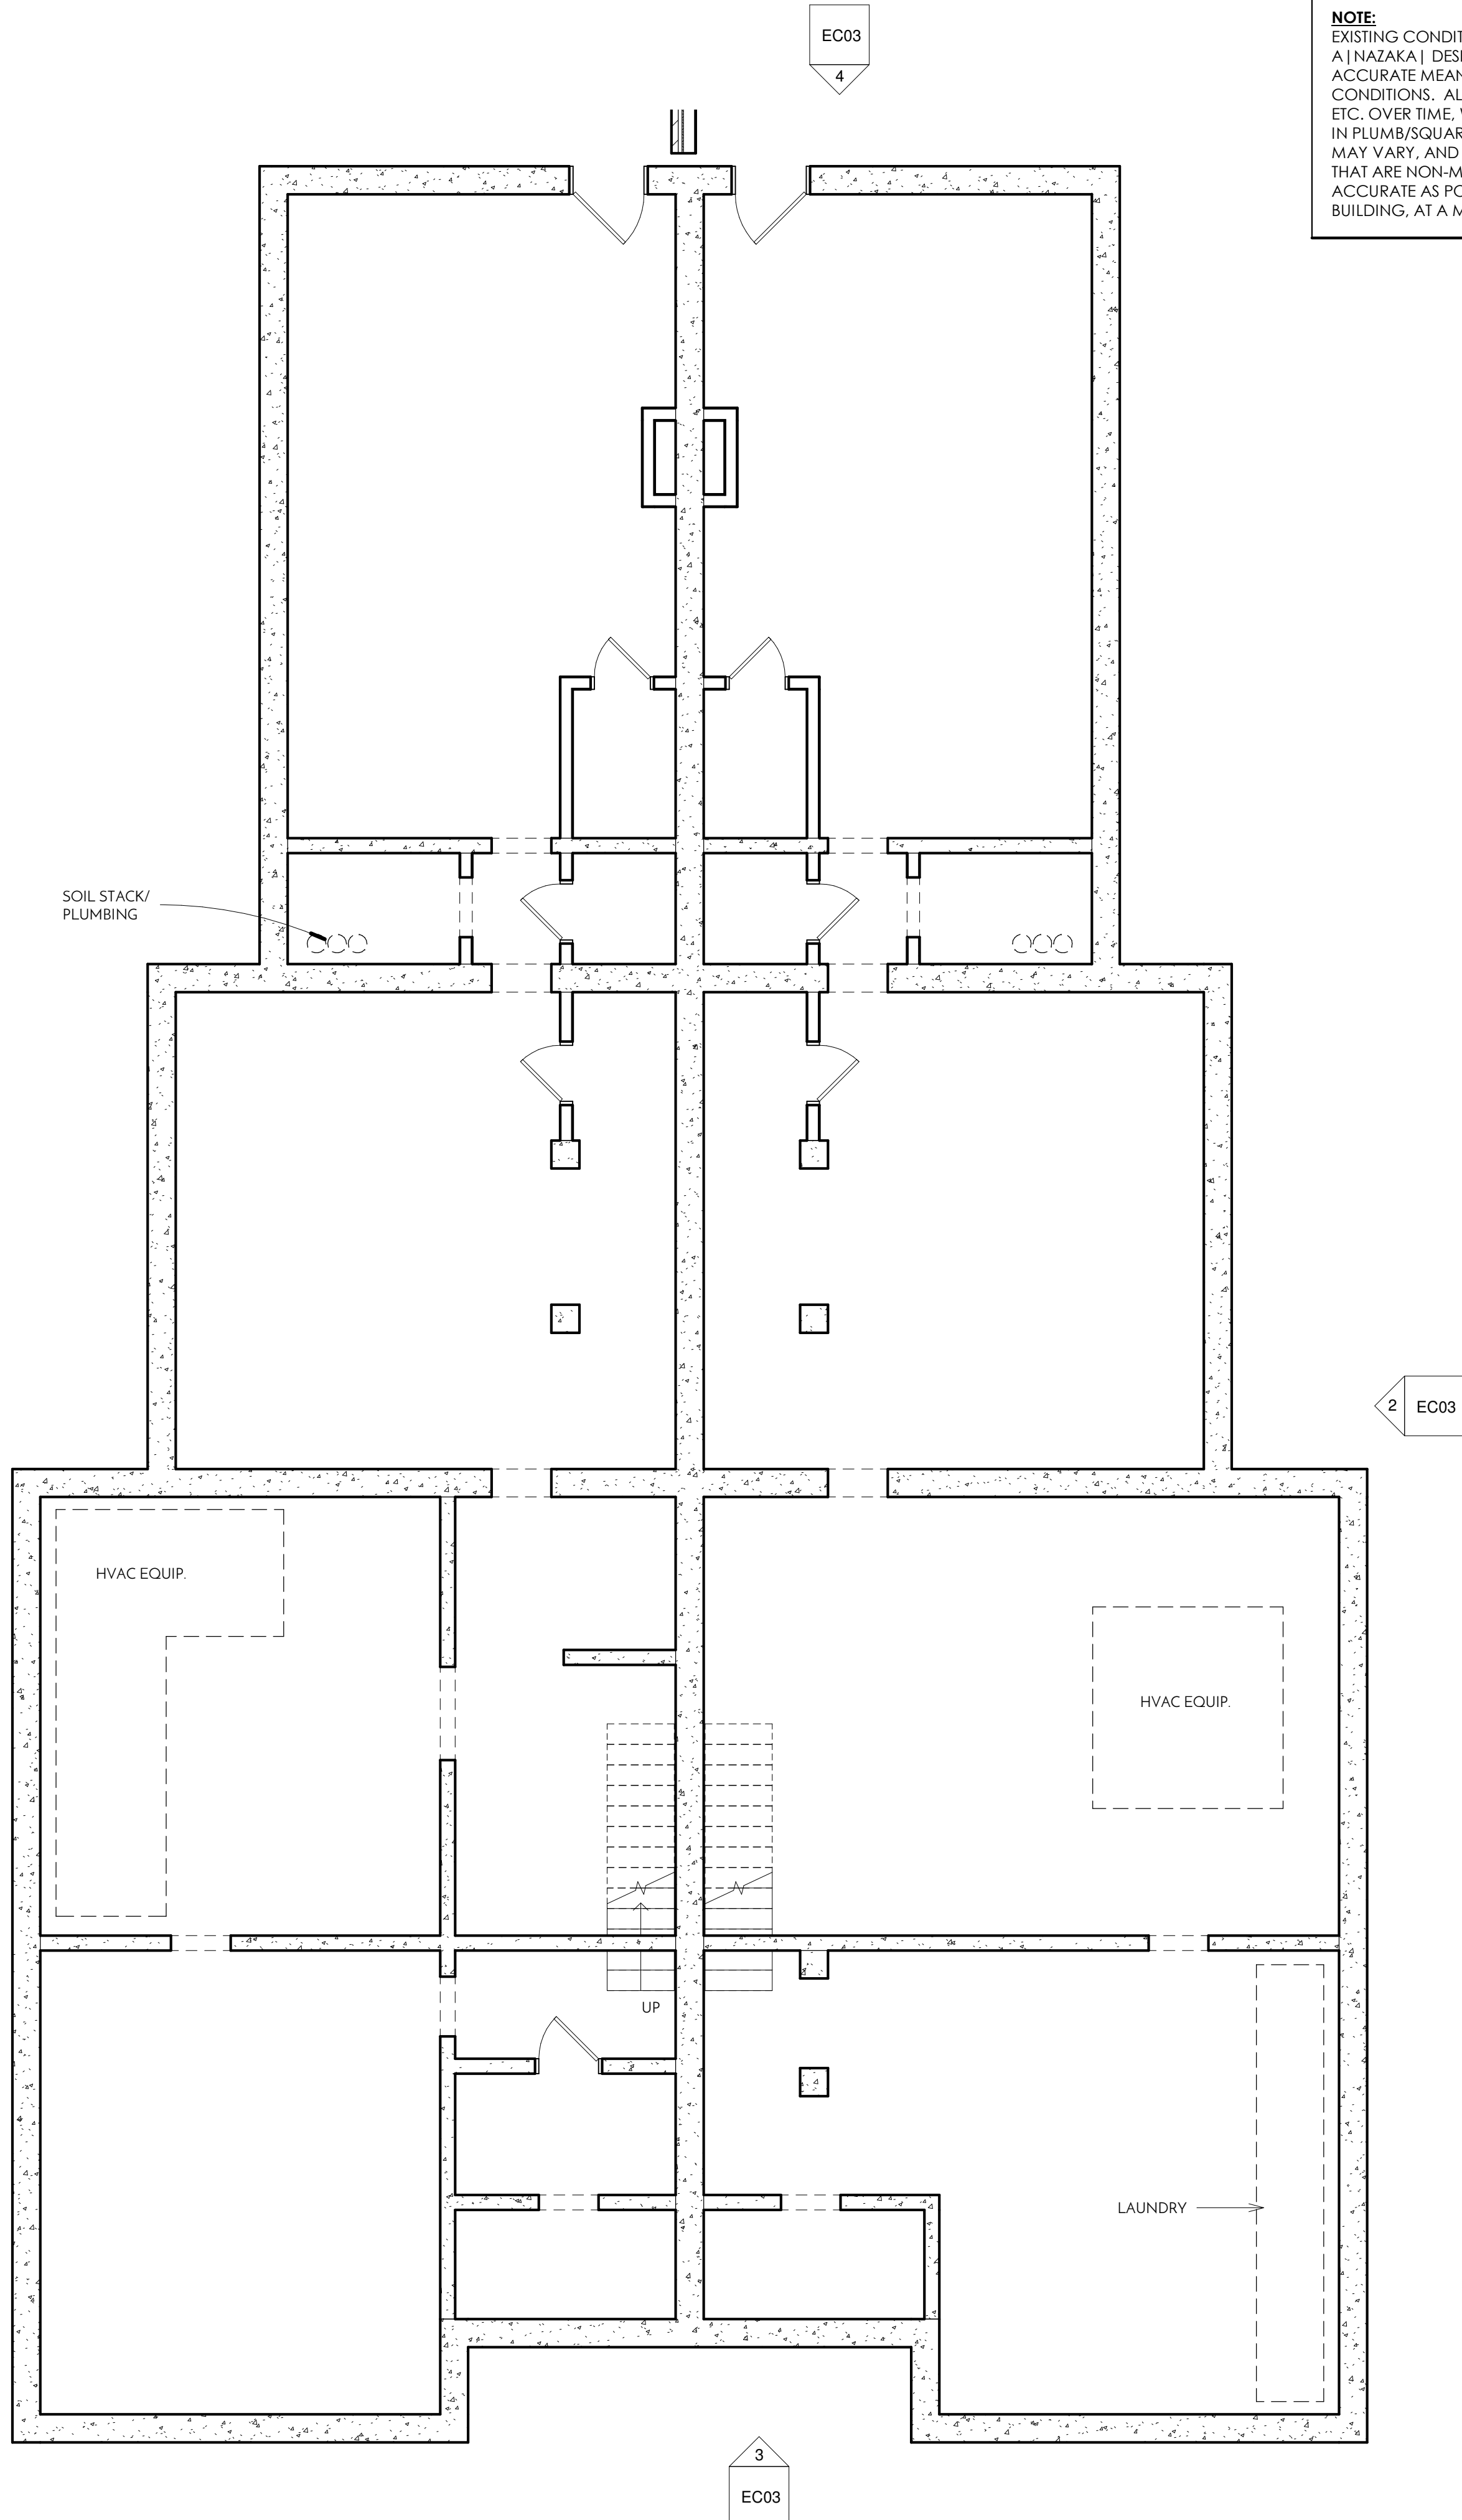 EC03
4
NOTE:
EXISTING CONDIT
A|NAZAKA| DESI
ACCURATE MEAN
CONDITIONS. AL
ETC. OVER TIME, 
IN PLUMB/SQUAR
MAY VARY, AND
THAT ARE NON-M
ACCURATE AS PO
BUILDING, AT A M
SOIL STACK/
PLUMBING
2
EC03
HVAC EQUIP.
HVAC EQUIP.
UP
LAUNDRY
3
EC03